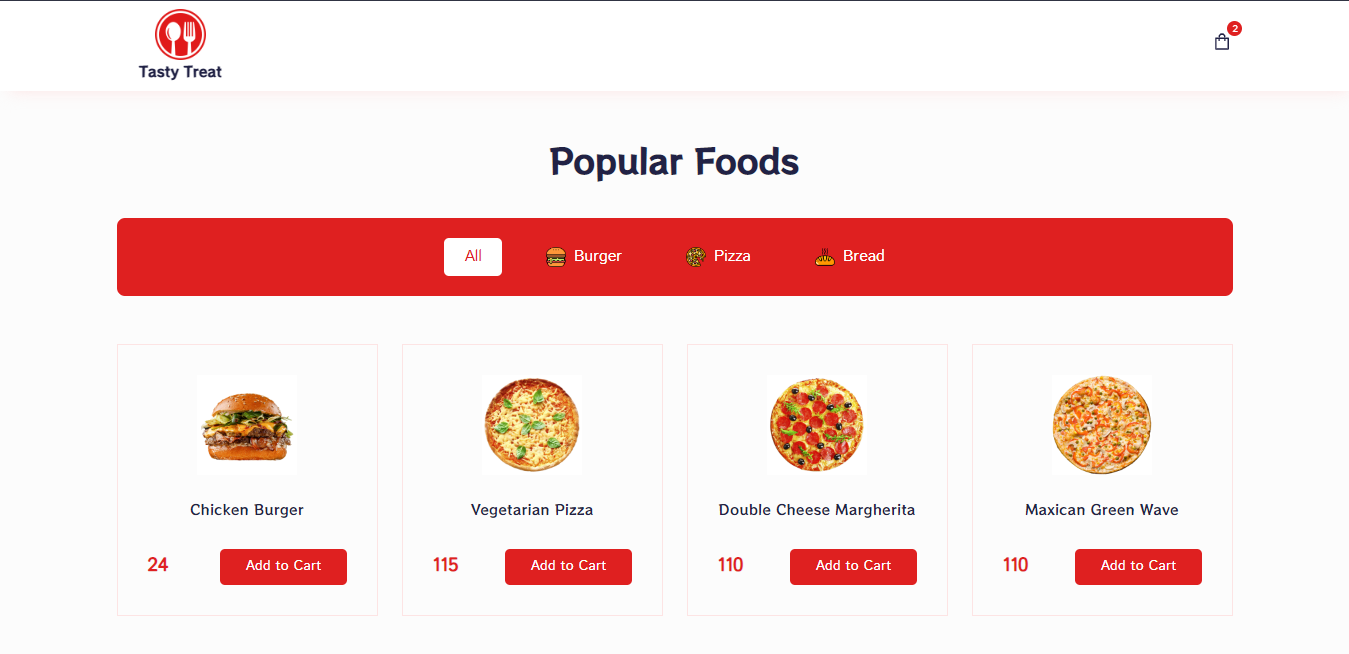 2
Tasty Treat
Popular Foods
All
Burger
Pizza
Bread
Chicken Burger
Vegetarian Pizza
Double Cheese Margherita
Maxican Green Wave
24
Add to Cart
115
Add to Cart
110
Add to Cart
110
Add to Cart